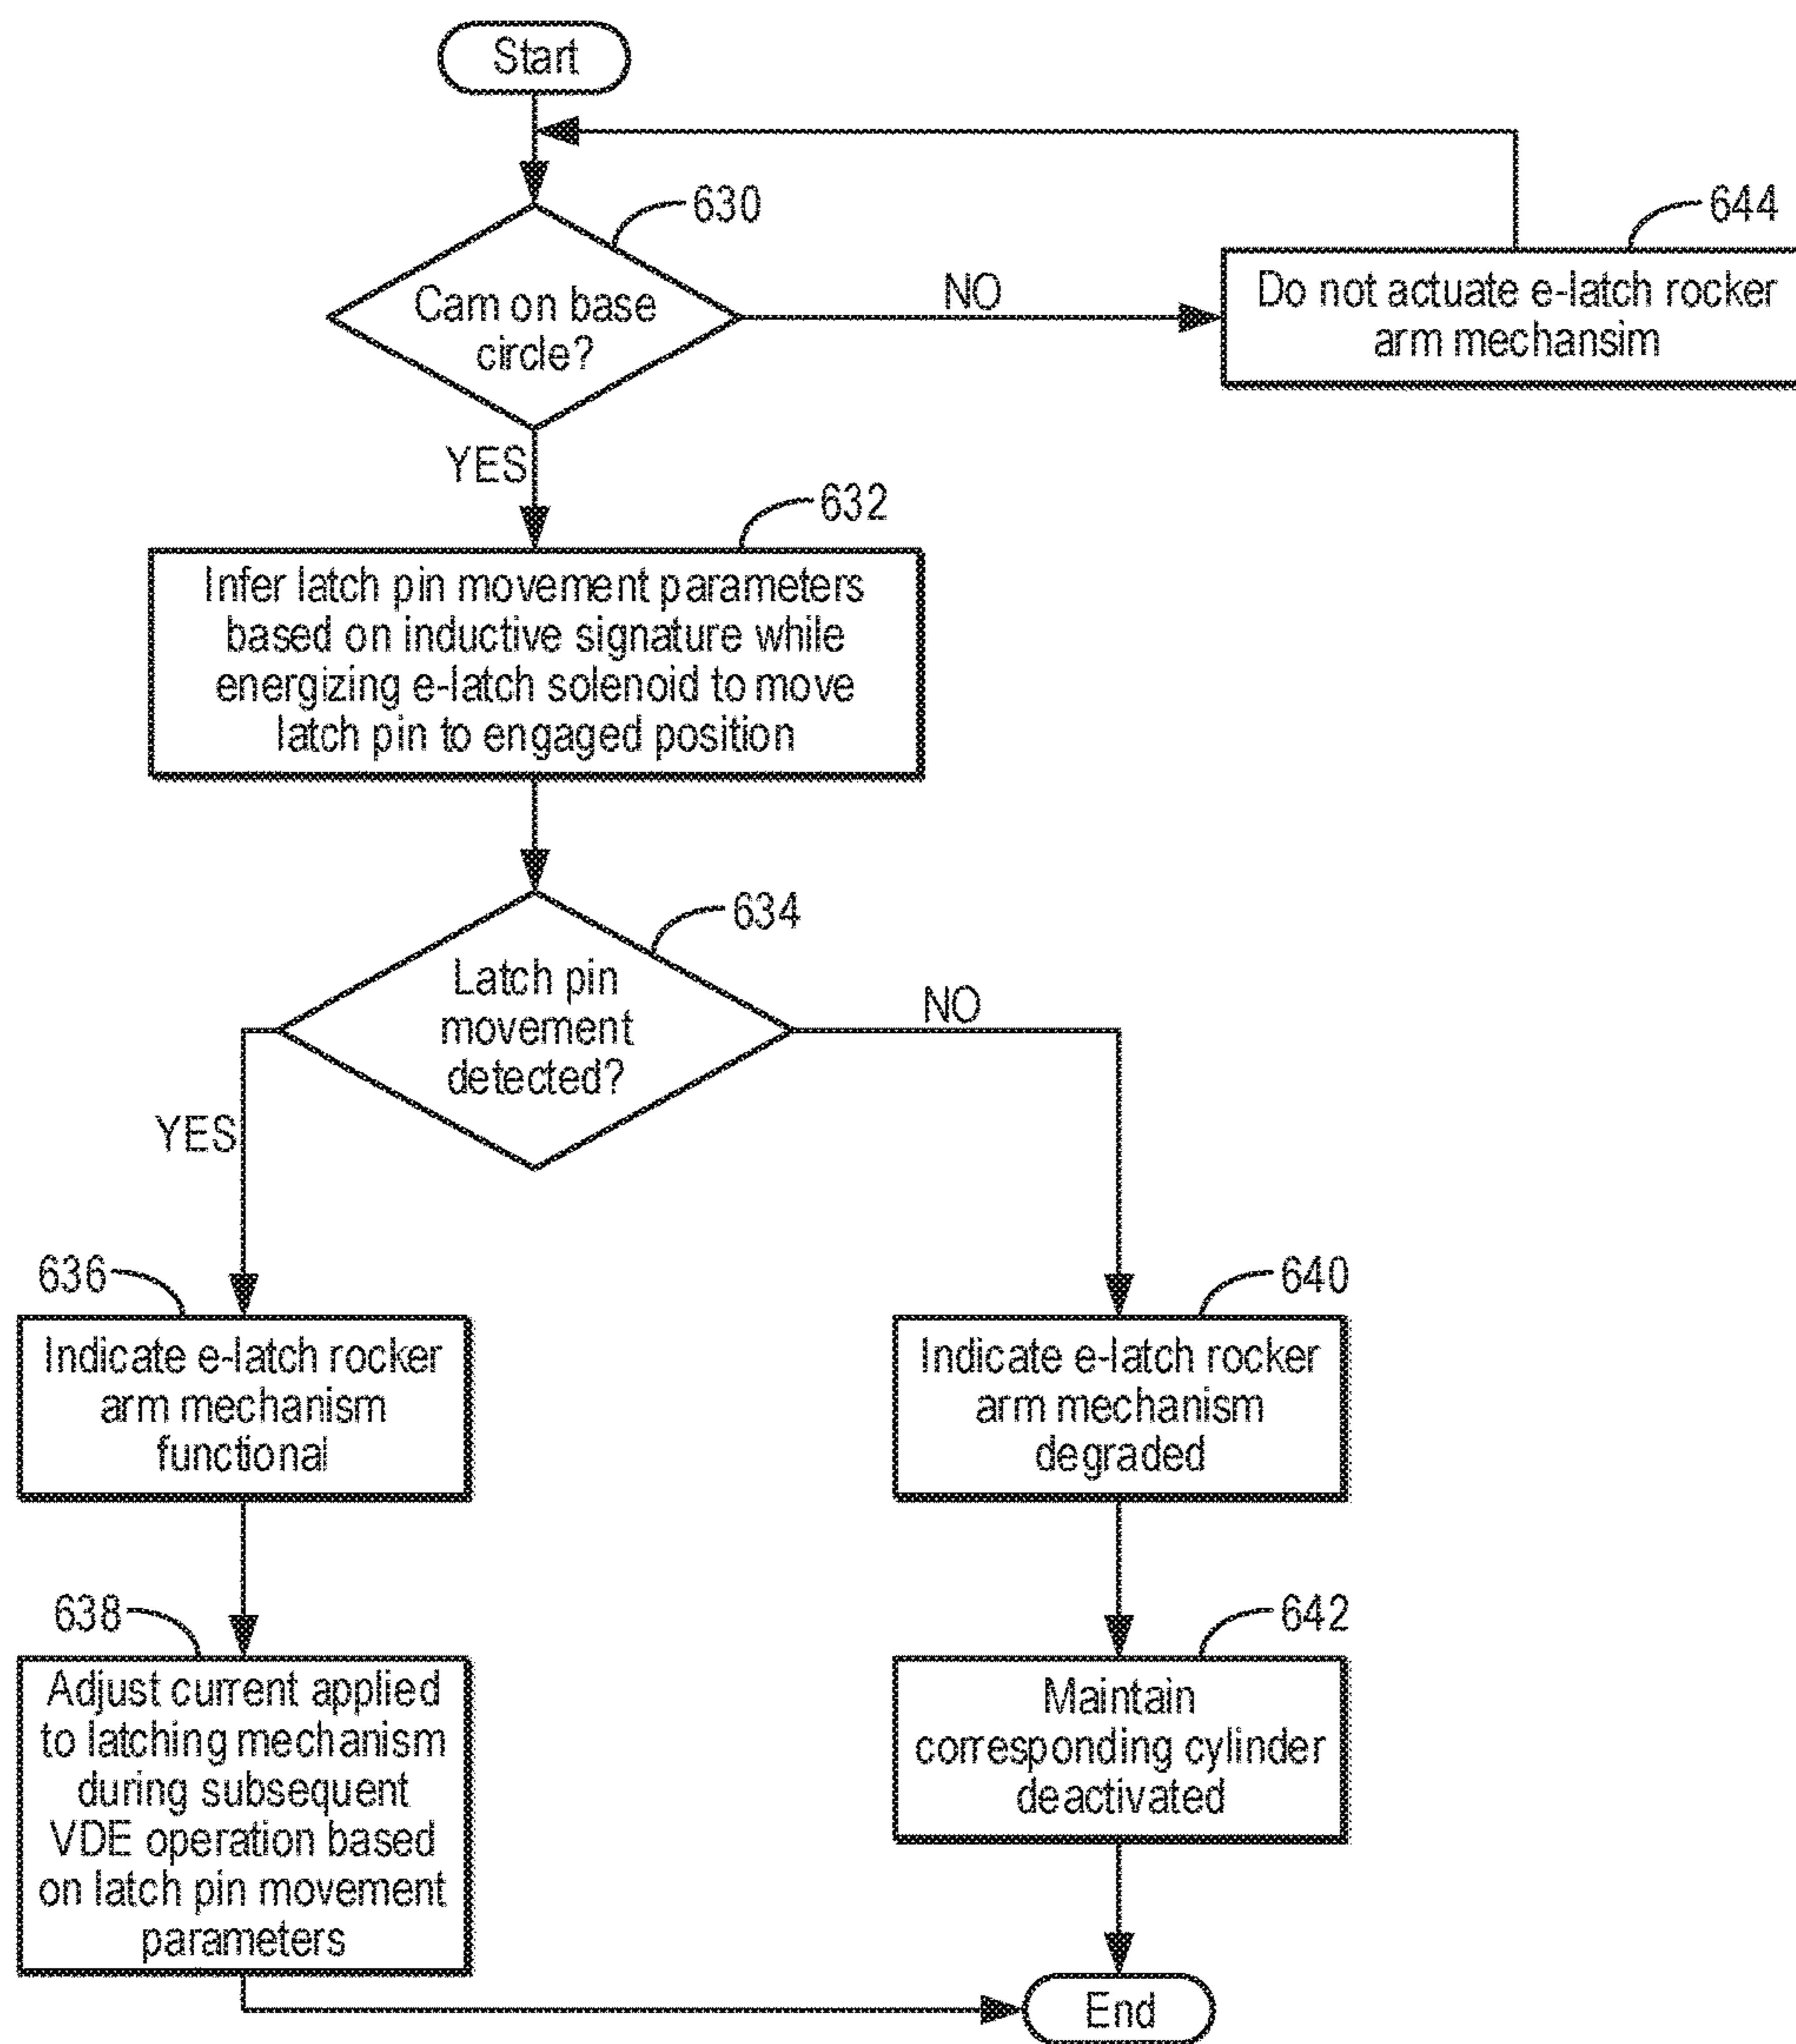 Start
630
Cam on base
circle?
NO
644
Do not actuate e-latch rocker
arm mechansim
YES
632
Infer latch pin movement parameters
based on inductive signature while
energizing e-latch solenoid to move
latch pin to engaged position
634
Latch pin
movement
detected?
NO
YES
636
Indicate e-latch rocker
arm mechanism
functional
640
Indicate e-latch rocker
arm mechanism
degraded
638
Adjust current applied
to latching mechanism
during subsequent
VDE operation based
on latch pin movement
parameters
642
Maintain
corresponding cylinder
deactivated
End